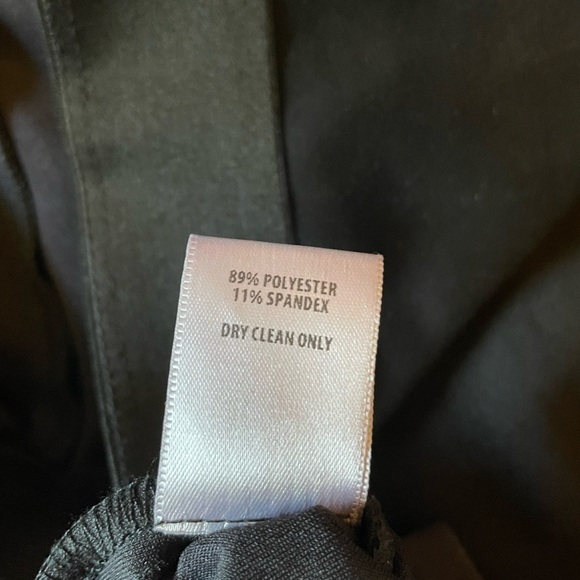 89% POLYESTER
11% SPANDEX
DRY CLEAN ONLY